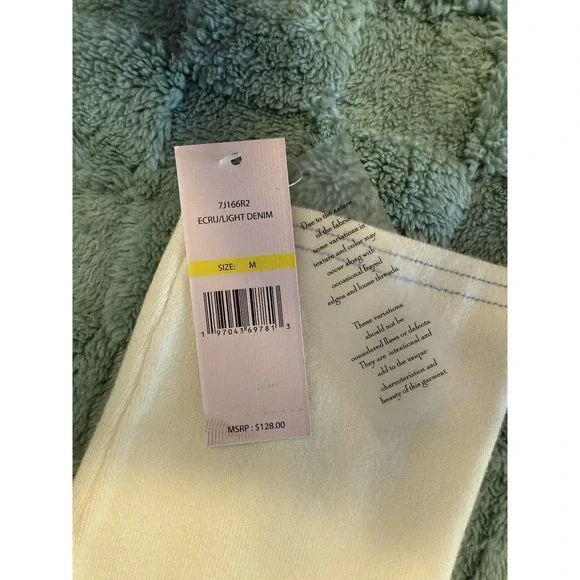 7J166R2
ECRU/LIGHT DENIM
SIZE: M
1 97043 69781 3
MSRP : $128.00
Due to the nature
of the fabric
some variations in
texture and color may
occur along with
occasional frayed
edges and loose threads.
These variations
should not be
considered flaws or defects.
They are intentional and
add to the unique
characteristics and
beauty of this garment.